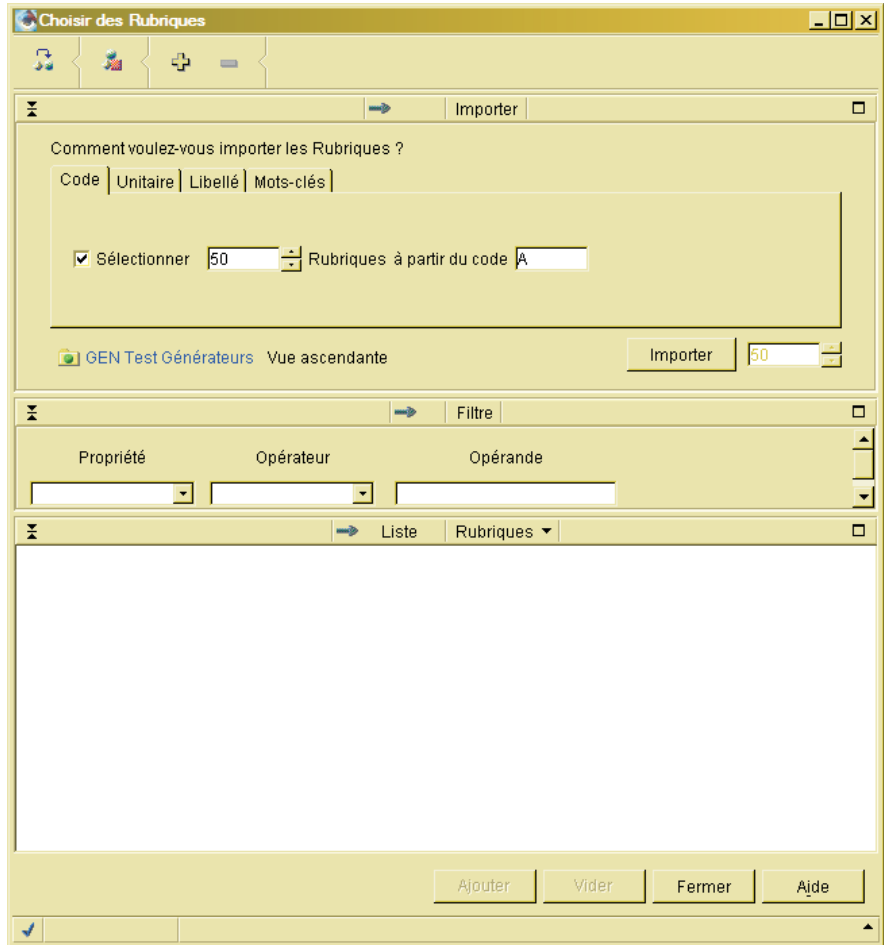 Choisir des Rubriques
Importer
Comment voulez-vous importer les Rubriques ?
Code Unitaire Libellé Mots-clés
Sélectionner 50 Rubriques à partir du code A
GEN Test Générateurs Vue ascendante Importer 50
Filtre
Propriété Opérateur Opérande
Liste Rubriques
Ajouter Vider Fermer Aide